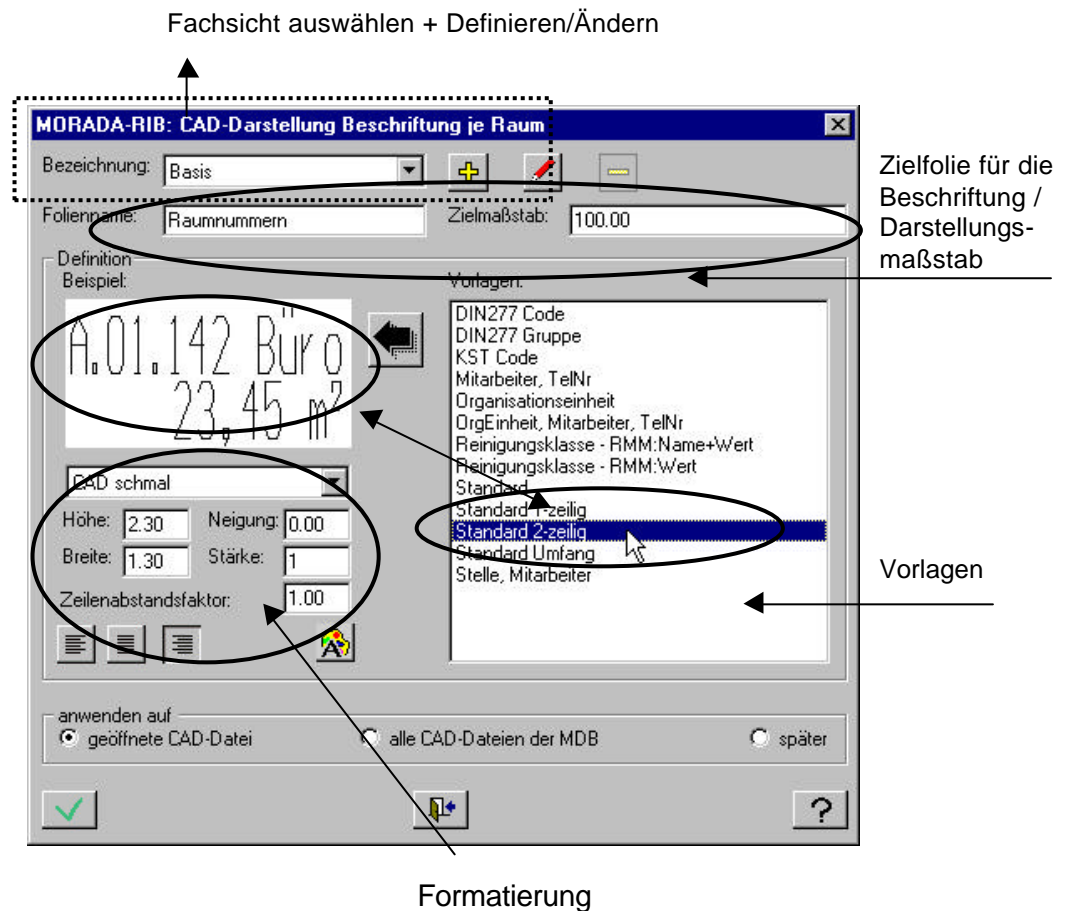 Fachsicht auswählen + Definieren/Ändern
MORADA-RIB: CAD-Darstellung Beschriftung je Raum
Bezeichnung: Basis
Foliename: Raumnummern Zielmaßstab: 100.00
Zielfolie für die
Beschriftung /
Darstellungs-
maßstab
Definition
Beispiel:
A.01.142 Büro
23,45 m²
Vorlagen:
DIN277 Code
DIN277 Gruppe
KST Code
Mitarbeiter, TelNr
Organisationseinheit
OrgEinheit, Mitarbeiter, TelNr
Reinigungsklasse - RMM:Name+Wert
Reinigungsklasse - RMM:Wert
Standard
Standard 1-zeilig
Standard 2-zeilig
Standard Umfang
Stelle, Mitarbeiter
CAD schmal
Höhe: 2.30 Neigung: 0.00
Breite: 1.30 Stärke: 1
Zeilenabstandsfaktor: 1.00
Vorlagen
anwenden auf
geöffnete CAD-Datei alle CAD-Dateien der MDB später
?
Formatierung